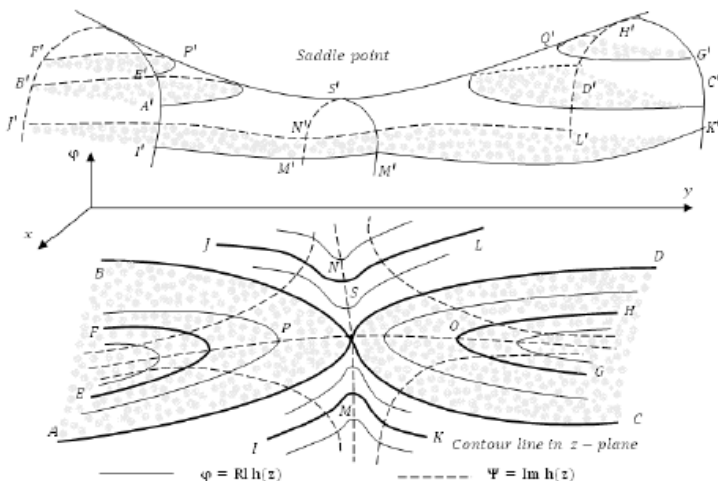 H'
F' P' Q' G'
Saddle point
B' E' D' C'
A' S'
J' N' L' K'
I' M' M'
φ
x y
J N L
B S D
F P Q H
E G
A M C
I K
Contour line in z - plane
φ = Rl h(z) Ψ = Im h(z)